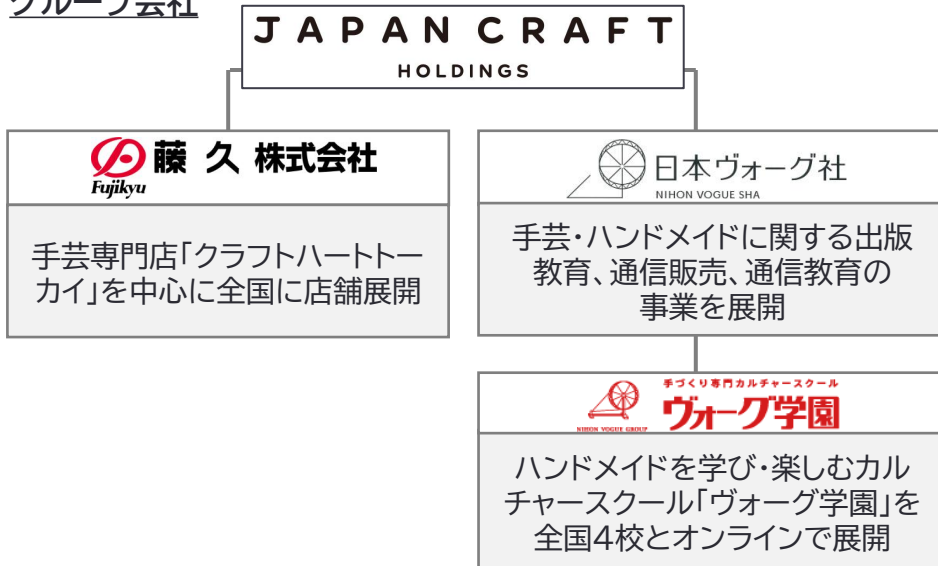 グループ会社
JAPAN CRAFT
HOLDINGS
藤久 株式会社
Fujikyu
手芸専門店「クラフトハートトー
カイ」を中心に全国に店舗展開
日本ヴォーグ社
NIHON VOGUE SHA
手芸・ハンドメイドに関する出版
教育、通信販売、通信教育の
事業を展開
手づくり専門カルチャースクール
ヴォーグ学園
NIHON VOGUE GROUP
ハンドメイドを学び・楽しむカル
チャースクール「ヴォーグ学園」を
全国4校とオンラインで展開